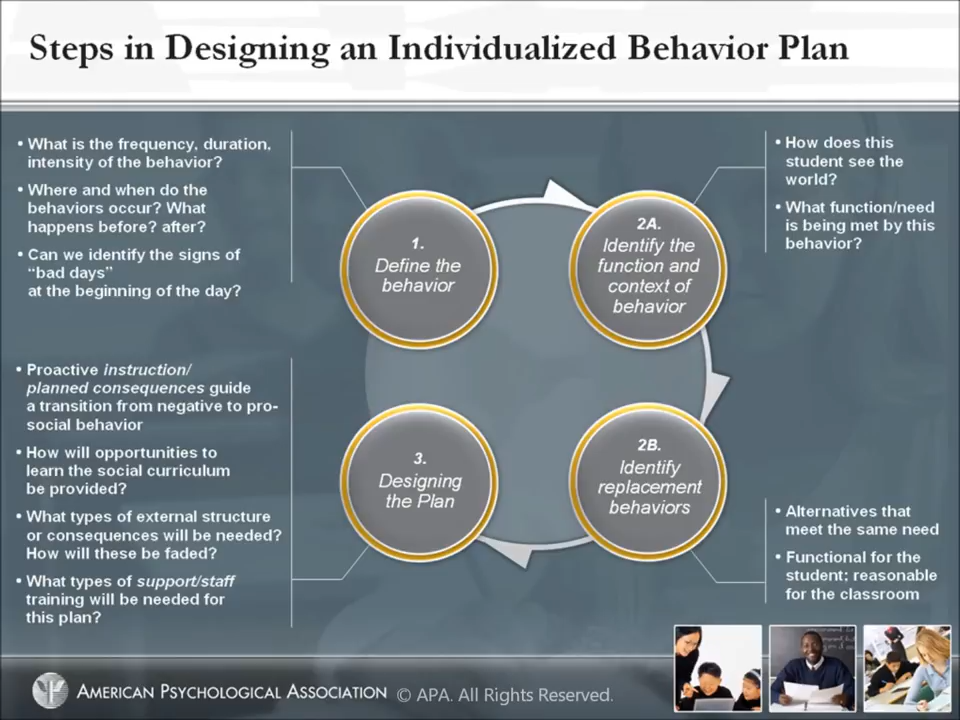 Steps in Designing an Individualized Behavior Plan
• What is the frequency, duration,
intensity of the behavior?
• Where and when do the
behaviors occur? What
happens before? after?
• Can we identify the signs of
“bad days”
at the beginning of the day?
1.
Define the
behavior
2A.
Identify the
function and
context of
behavior
• How does this
student see the
world?
• What function/need
is being met by this
behavior?
• Proactive instruction/
planned consequences guide
a transition from negative to pro-
social behavior
• How will opportunities to
learn the social curriculum
be provided?
• What types of external structure
or consequences will be needed?
How will these be faded?
• What types of support/staff
training will be needed for
this plan?
3.
Designing
the Plan
2B.
Identify
replacement
behaviors
• Alternatives that
meet the same need
• Functional for the
student; reasonable
for the classroom
AMERICAN PSYCHOLOGICAL ASSOCIATION © APA. All Rights Reserved.